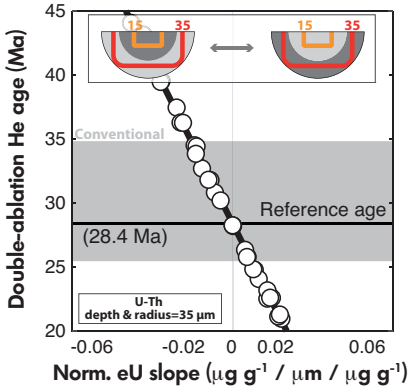 45
40
35
30
25
20
Double-ablation He age (Ma)
15 35
15 35
Conventional
Reference age
(28.4 Ma)
U-Th
depth & radius=35 μm
-0.06 -0.02 0 0.02 0.06
Norm. eU slope (μg g⁻¹ / μm / μg g⁻¹)